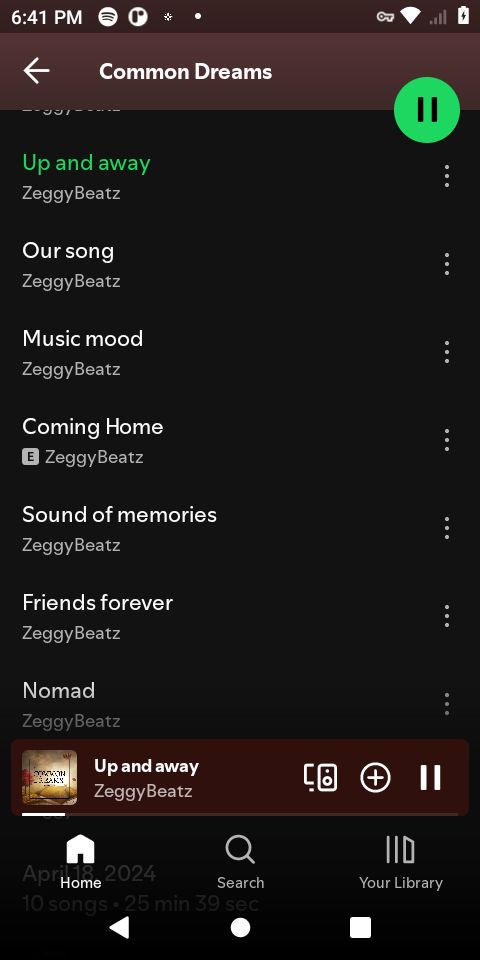 6:41 PM
Common Dreams
ZeggyBeatz
Up and away
ZeggyBeatz
Our song
ZeggyBeatz
Music mood
ZeggyBeatz
Coming Home
E ZeggyBeatz
Sound of memories
ZeggyBeatz
Friends forever
ZeggyBeatz
Nomad
ZeggyBeatz
COMMON
DREAMS
Up and away
ZeggyBeatz
April 18, 2024
Home
Search
Your Library
10 songs • 25 min 39 sec